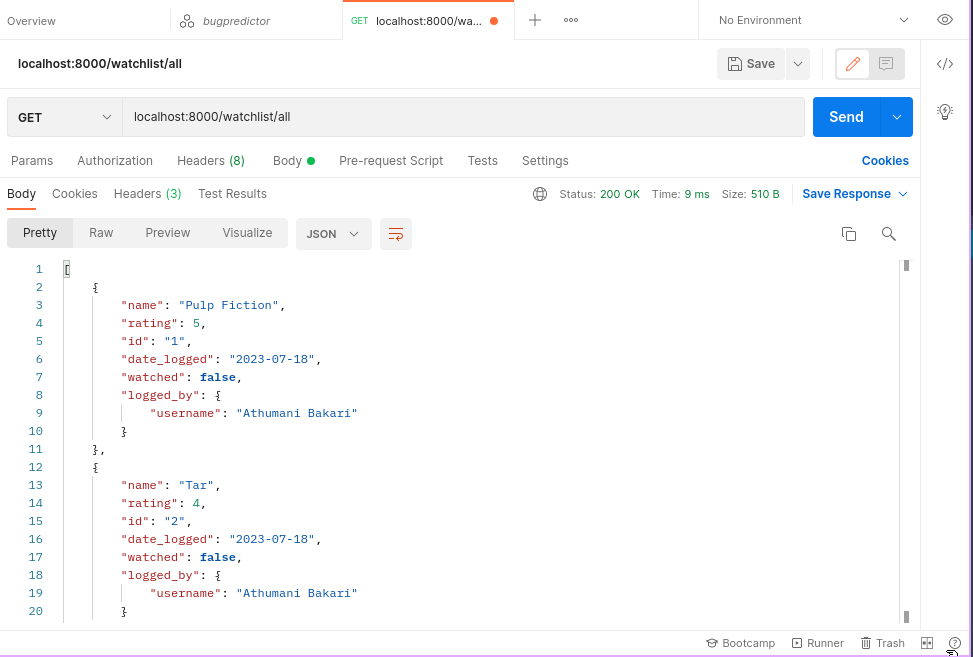 Overview bugpredictor GET localhost:8000/wa... No Environment
localhost:8000/watchlist/all Save
GET localhost:8000/watchlist/all Send
Params Authorization Headers (8) Body Pre-request Script Tests Settings Cookies
Body Cookies Headers (3) Test Results Status: 200 OK Time: 9 ms Size: 510 B Save Response
Pretty Raw Preview Visualize JSON
1 [
2 {
3 "name": "Pulp Fiction",
4 "rating": 5,
5 "id": "1",
6 "date_logged": "2023-07-18",
7 "watched": false,
8 "logged_by": {
9 "username": "Athumani Bakari"
10 }
11 },
12 {
13 "name": "Tar",
14 "rating": 4,
15 "id": "2",
16 "date_logged": "2023-07-18",
17 "watched": false,
18 "logged_by": {
19 "username": "Athumani Bakari"
20 }
Bootcamp Runner Trash